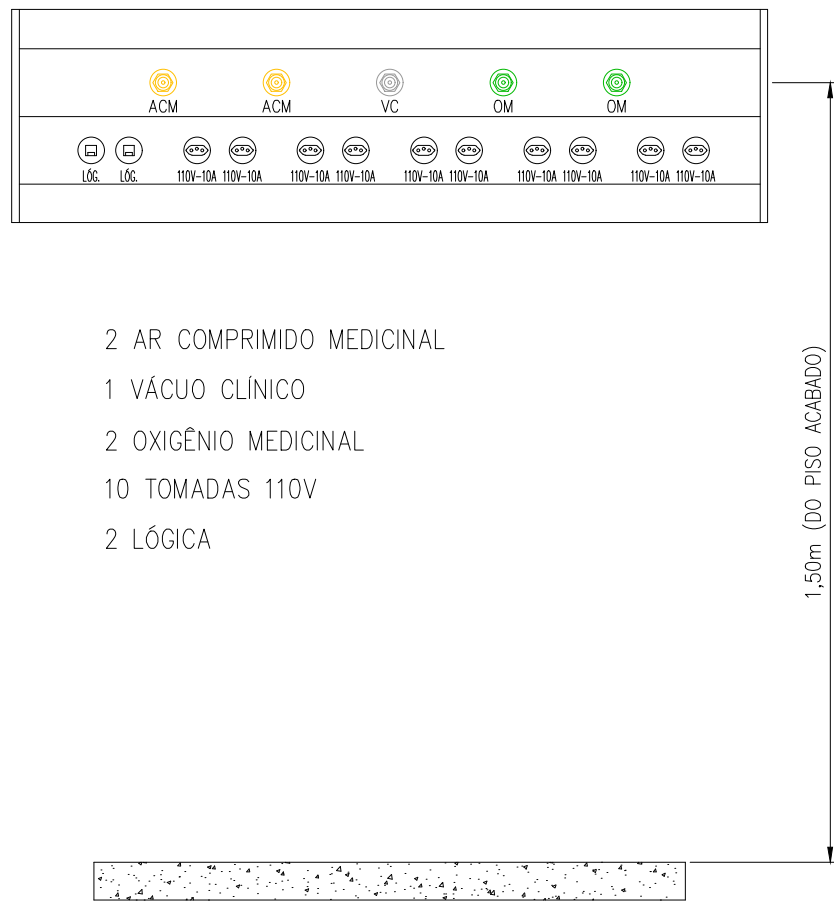 ACM ACM VC OM OM
LÓG. LÓG. 110V-10A 110V-10A 110V-10A 110V-10A 110V-10A 110V-10A 110V-10A 110V-10A 110V-10A 110V-10A
2 AR COMPRIMIDO MEDICINAL
1 VÁCUO CLÍNICO
2 OXIGÊNIO MEDICINAL
10 TOMADAS 110V
2 LÓGICA
1,50m (DO PISO ACABADO)